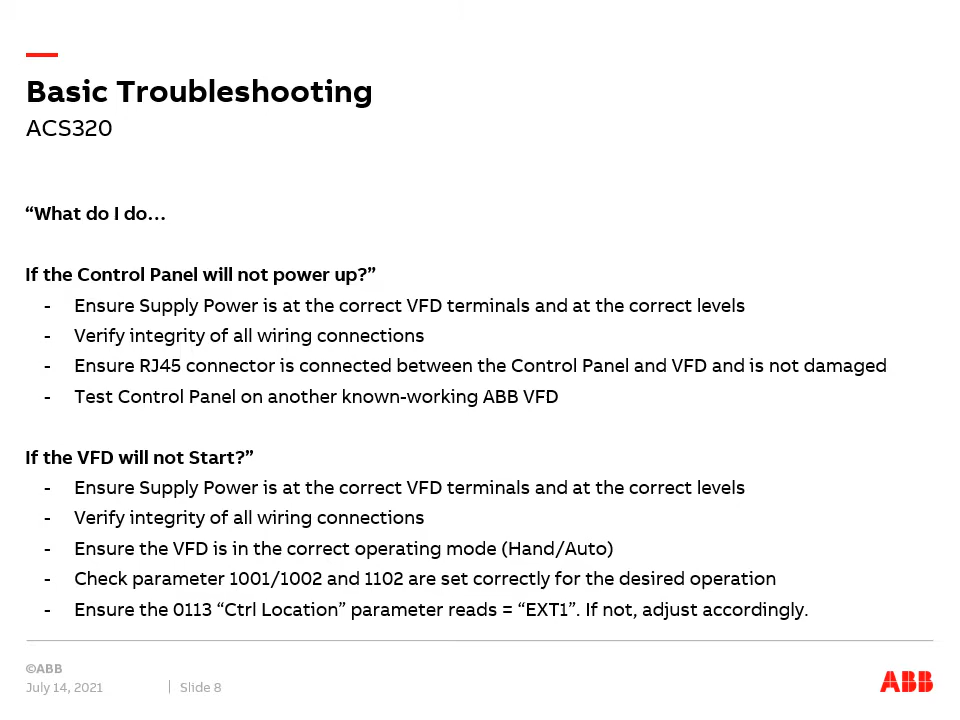 Basic Troubleshooting
ACS320
“What do I do…
If the Control Panel will not power up?”
- Ensure Supply Power is at the correct VFD terminals and at the correct levels
- Verify integrity of all wiring connections
- Ensure RJ45 connector is connected between the Control Panel and VFD and is not damaged
- Test Control Panel on another known-working ABB VFD
If the VFD will not Start?”
- Ensure Supply Power is at the correct VFD terminals and at the correct levels
- Verify integrity of all wiring connections
- Ensure the VFD is in the correct operating mode (Hand/Auto)
- Check parameter 1001/1002 and 1102 are set correctly for the desired operation
- Ensure the 0113 “Ctrl Location” parameter reads = “EXT1”. If not, adjust accordingly.
©ABB
July 14, 2021 | Slide 8
ABB